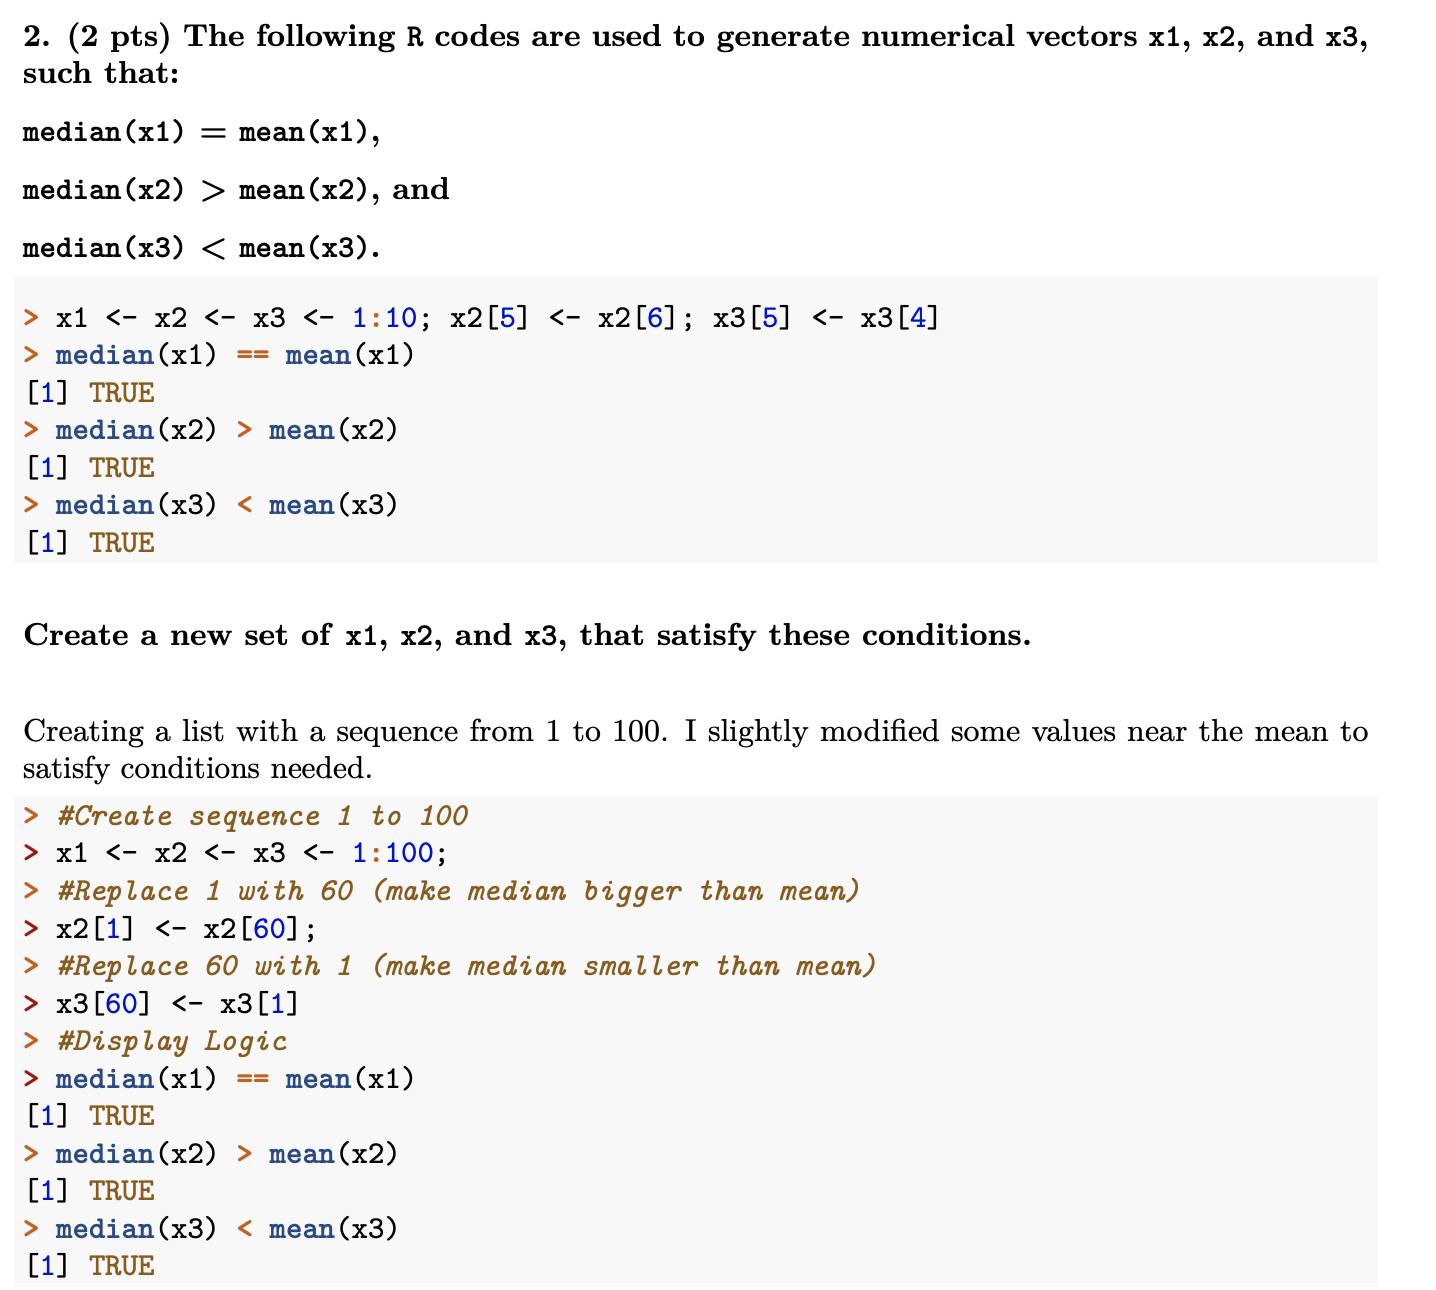 2. (2 pts) The following R codes are used to generate numerical vectors x1, x2, and x3,
such that:
median(x1) = mean(x1),
median(x2) > mean(x2), and
median(x3) < mean(x3).
> x1 <- x2 <- x3 <- 1:10; x2[5] <- x2[6]; x3[5] <- x3[4]
> median(x1) == mean(x1)
[1] TRUE
> median(x2) > mean(x2)
[1] TRUE
> median(x3) < mean(x3)
[1] TRUE
Create a new set of x1, x2, and x3, that satisfy these conditions.
Creating a list with a sequence from 1 to 100. I slightly modified some values near the mean to
satisfy conditions needed.
> #Create sequence 1 to 100
> x1 <- x2 <- x3 <- 1:100;
> #Replace 1 with 60 (make median bigger than mean)
> x2[1] <- x2[60];
> #Replace 60 with 1 (make median smaller than mean)
> x3[60] <- x3[1]
> #Display Logic
> median(x1) == mean(x1)
[1] TRUE
> median(x2) > mean(x2)
[1] TRUE
> median(x3) < mean(x3)
[1] TRUE